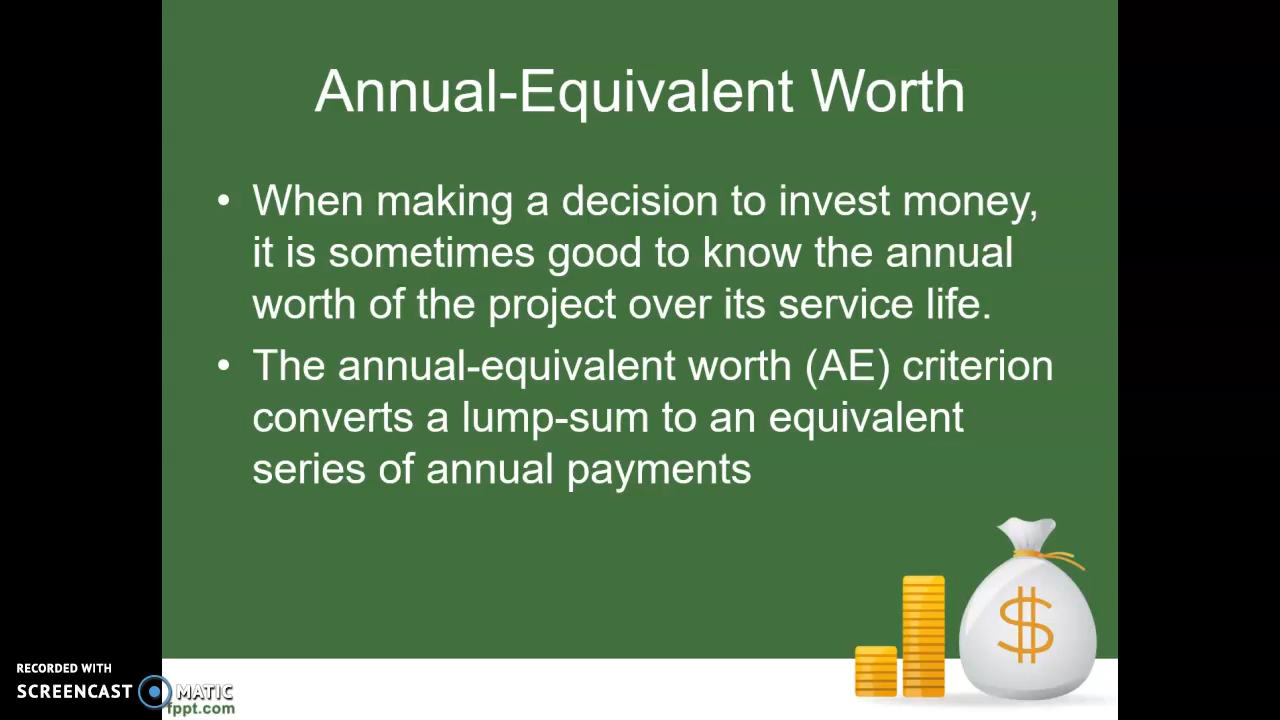 Annual-Equivalent Worth
• When making a decision to invest money,
it is sometimes good to know the annual
worth of the project over its service life.
• The annual-equivalent worth (AE) criterion
converts a lump-sum to an equivalent
series of annual payments
$
RECORDED WITH
SCREENCAST MATIC
fppt.com